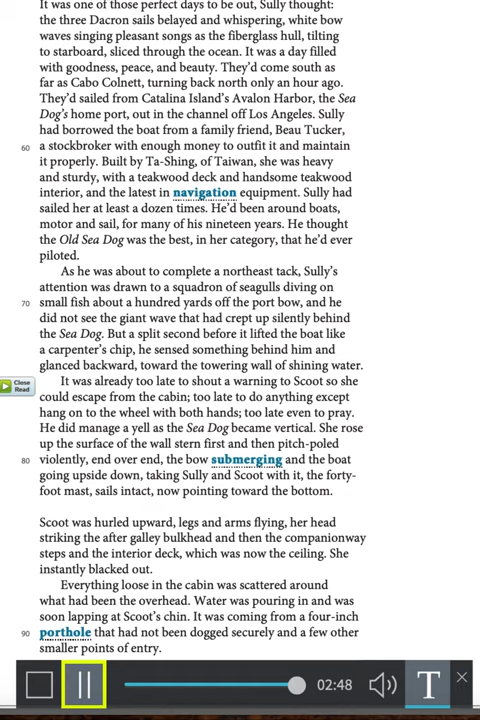 It was one of those perfect days to be out, Sully thought:
the three Dacron sails belayed and whispering, white bow
waves singing pleasant songs as the fiberglass hull, tilting
to starboard, sliced through the ocean. It was a day filled
with goodness, peace, and beauty. They'd come south as
far as Cabo Colnett, turning back north only an hour ago.
They'd sailed from Catalina Island's Avalon Harbor, the Sea
Dog's home port, out in the channel off Los Angeles. Sully
had borrowed the boat from a family friend, Beau Tucker,
60 a stockbroker with enough money to outfit it and maintain
it properly. Built by Ta-Shing, of Taiwan, she was heavy
and sturdy, with a teakwood deck and handsome teakwood
interior, and the latest in navigation equipment. Sully had
sailed her at least a dozen times. He'd been around boats,
motor and sail, for many of his nineteen years. He thought
the Old Sea Dog was the best, in her category, that he'd ever
piloted.
As he was about to complete a northeast tack, Sully's
attention was drawn to a squadron of seagulls diving on
70 small fish about a hundred yards off the port bow, and he
did not see the giant wave that had crept up silently behind
the Sea Dog. But a split second before it lifted the boat like
a carpenter's chip, he sensed something behind him and
glanced backward, toward the towering wall of shining water.
Close
Read
It was already too late to shout a warning to Scoot so she
could escape from the cabin; too late to do anything except
hang on to the wheel with both hands; too late even to pray.
He did manage a yell as the Sea Dog became vertical. She rose
up the surface of the wall stern first and then pitch-poled
80 violently, end over end, the bow submerging and the boat
going upside down, taking Sully and Scoot with it, the forty-
foot mast, sails intact, now pointing toward the bottom.
Scoot was hurled upward, legs and arms flying, her head
striking the after galley bulkhead and then the companionway
steps and the interior deck, which was now the ceiling. She
instantly blacked out.
Everything loose in the cabin was scattered around
what had been the overhead. Water was pouring in and was
soon lapping at Scoot's chin. It was coming from a four-inch
90 porthole that had not been dogged securely and a few other
smaller points of entry.
02:48
T